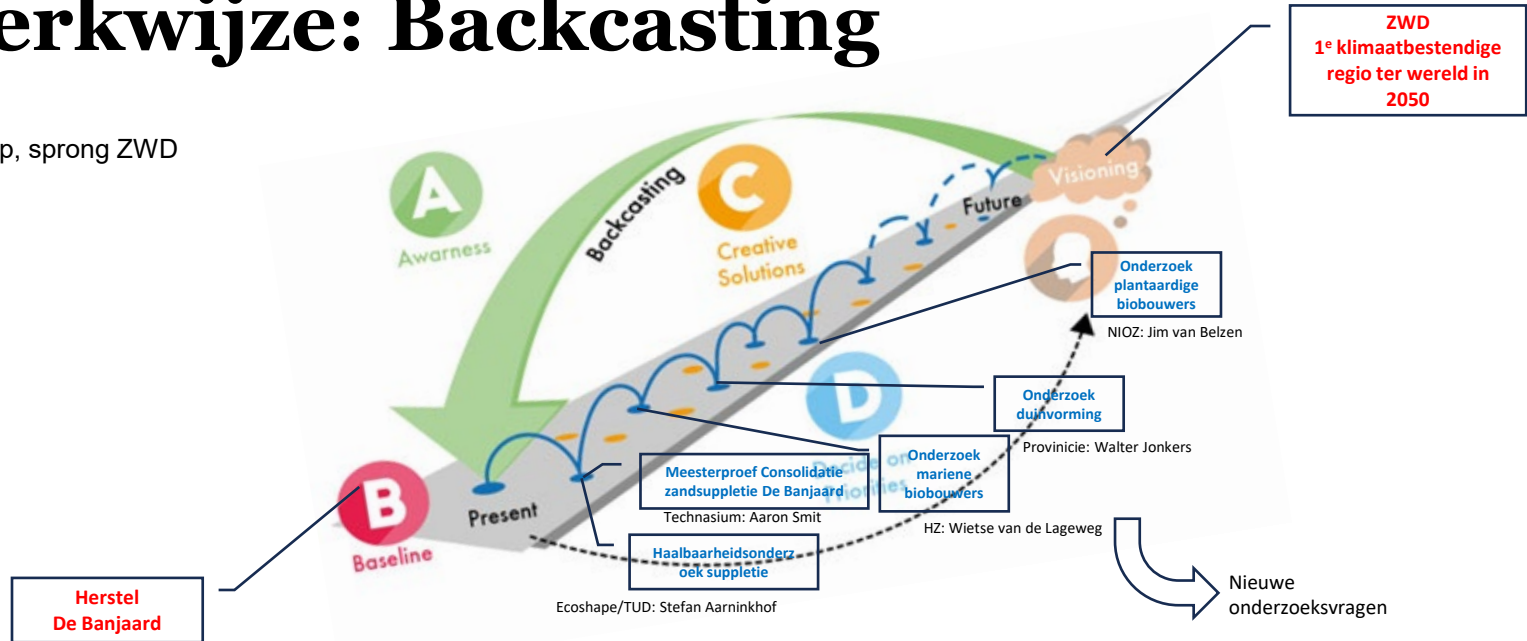 erkwijze: Backcasting
p, sprong ZWD
ZWD
1e klimaatbestendige
regio ter wereld in
2050
A
Awarness
Backcasting
C
Creative
Solutions
Future
Visioning
Onderzoek
plantaardige
biobouwers
NIOZ: Jim van Belzen
D
Decide on
Priorities
Onderzoek
duinvorming
Provinicie: Walter Jonkers
Onderzoek
mariene
biobouwers
HZ: Wietse van de Lageweg
Meesterproef Consolidatie
zandsuppletie De Banjaard
Technasium: Aaron Smit
Haalbaarheidsonderz
oek suppletie
Ecoshape/TUD: Stefan Aarninkhof
B
Baseline
Present
Herstel
De Banjaard
Nieuwe
onderzoeksvragen